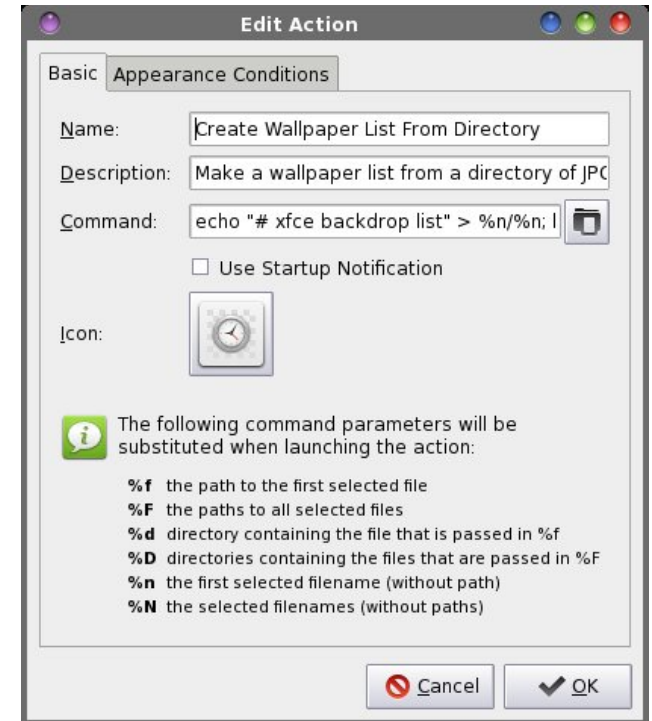 Edit Action
Basic Appearance Conditions
Name: Create Wallpaper List From Directory
Description: Make a wallpaper list from a directory of JPG
Command: echo "# xfce backdrop list" > %n/%n; l
Use Startup Notification
Icon:
The following command parameters will be
substituted when launching the action:
%f the path to the first selected file
%F the paths to all selected files
%d directory containing the file that is passed in %f
%D directories containing the files that are passed in %F
%n the first selected filename (without path)
%N the selected filenames (without paths)
Cancel OK